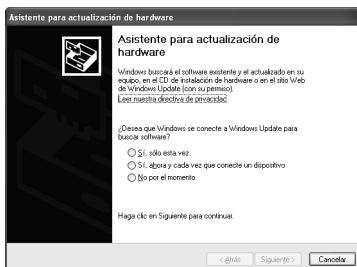 Asistente para actualización de hardware
Asistente para actualización de
hardware
Windows buscará el software existente y el actualizado en su
equipo, en el CD de instalación de hardware o en el sitio Web
de Windows Update (con su permiso).
Leer nuestra directiva de privacidad
¿Desea que Windows se conecte a Windows Update para
buscar software?
Sí, sólo esta vez
Sí, ahora y cada vez que conecte un dispositivo
No por el momento
Haga clic en Siguiente para continuar.
< Atrás Siguiente > Cancelar